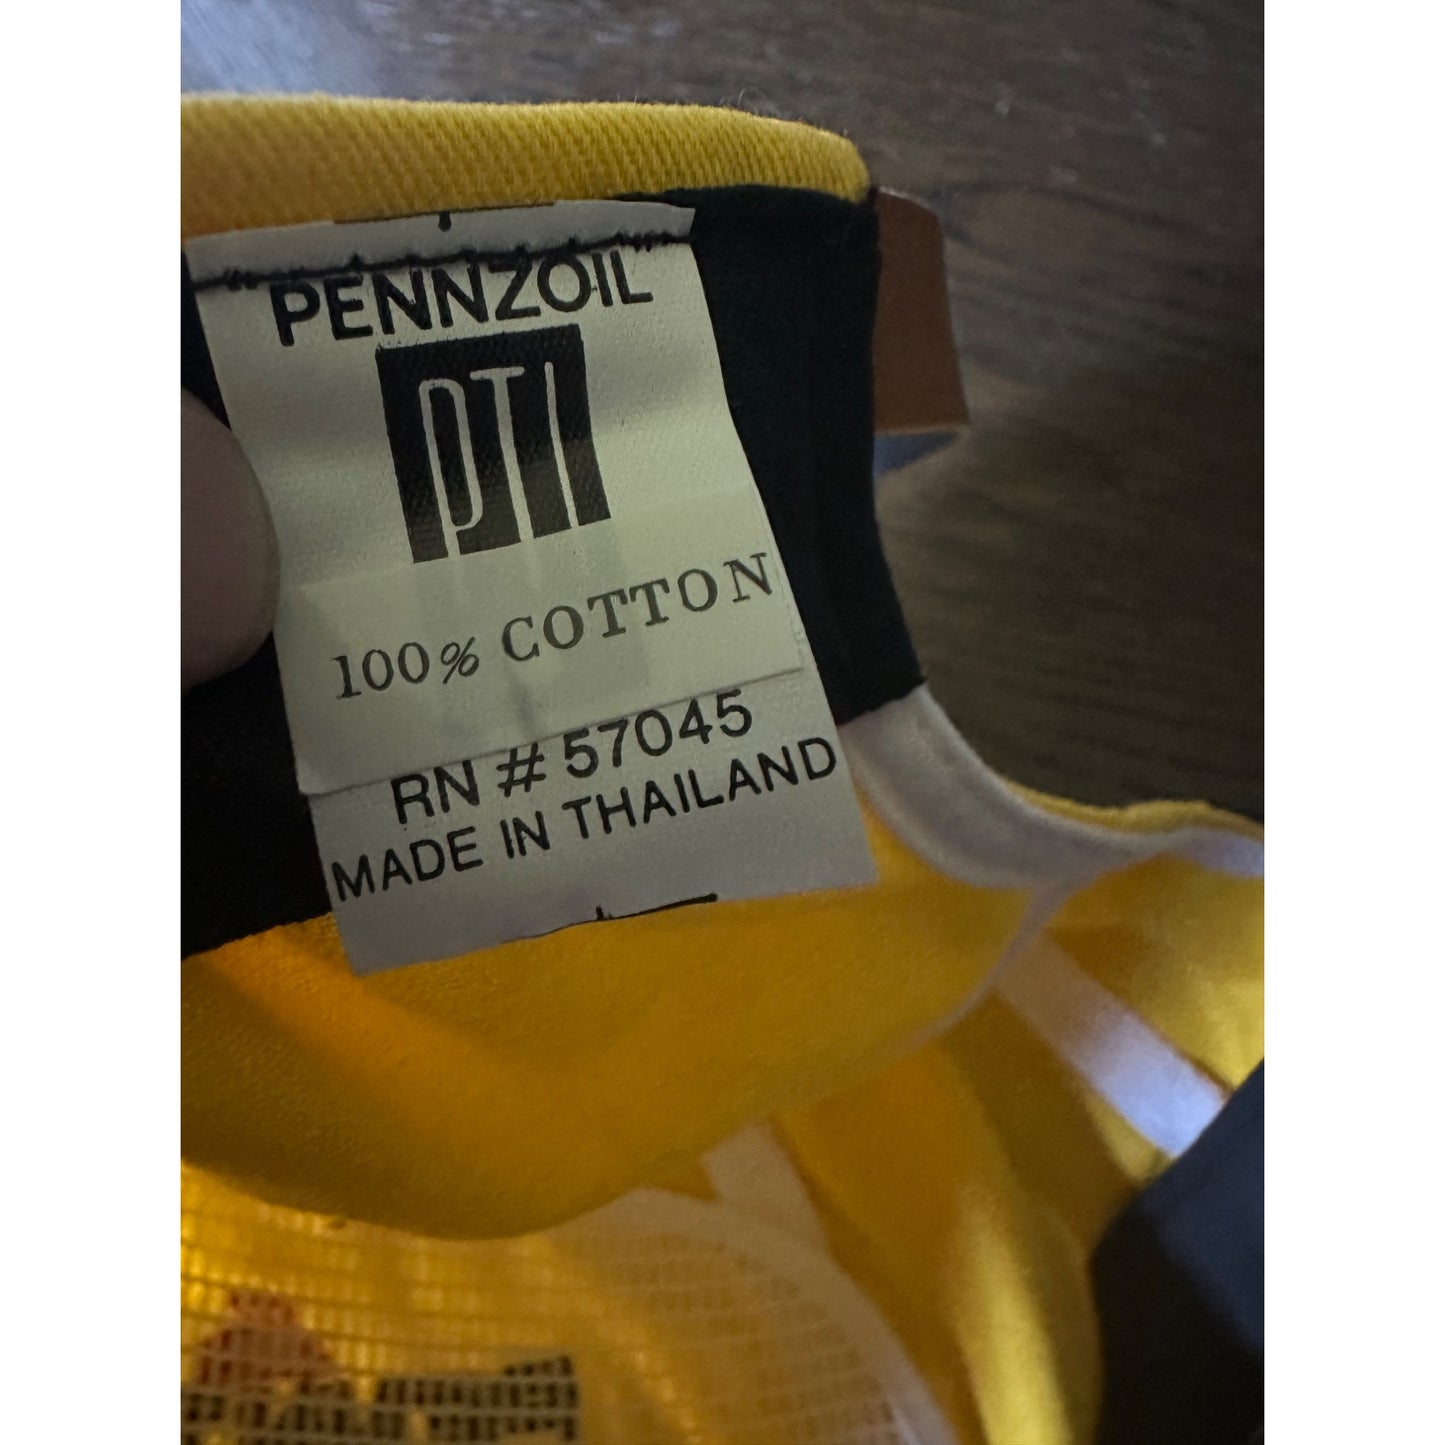 PENNZOIL
PTI
100% COTTON
RN # 57045
MADE IN THAILAND